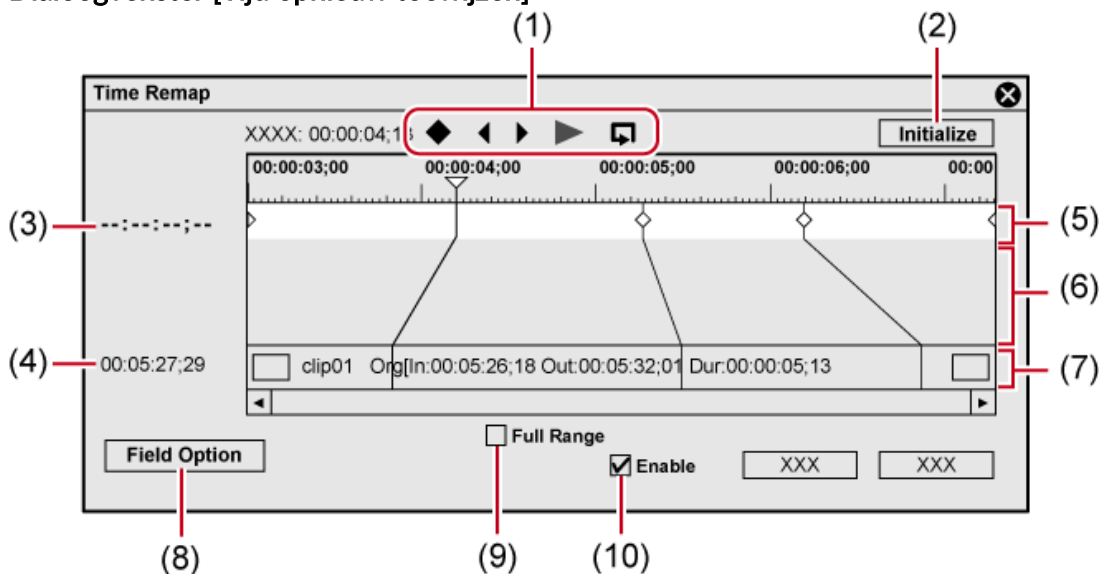 (1)
(2)
Time Remap
XXXX: 00:00:04;1
Initialize
00:00:03;00
00:00:04;00
00:00:05;00
00:00:06;00
00:00
(3)
--:--:--;--
(5)
(6)
(4)
00:05:27;29
clip01 Org[In:00:05:26;18 Out:00:05:32;01 Dur:00:00:05;13
(7)
Full Range
Field Option
Enable
XXX
XXX
(8)
(9)
(10)